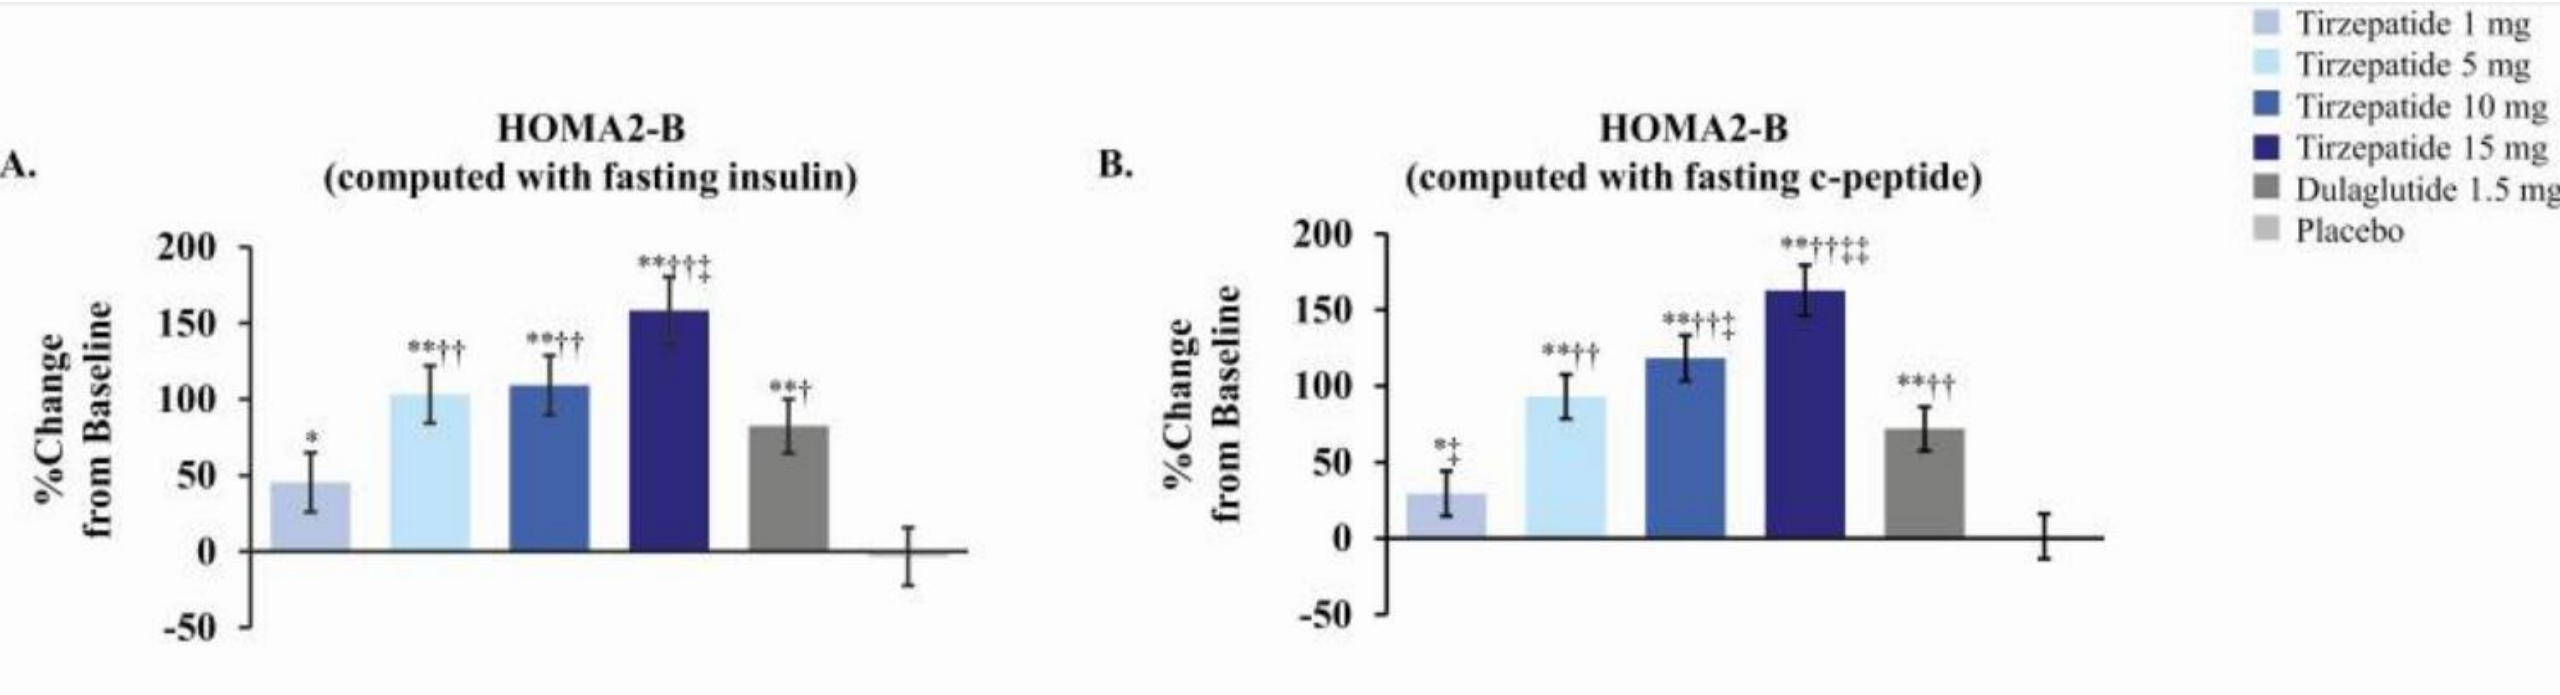 Tirzepatide 1 mg
Tirzepatide 5 mg
Tirzepatide 10 mg
Tirzepatide 15 mg
Dulaglutide 1.5 mg
Placebo
A.
HOMA2-B
(computed with fasting insulin)
%Change
from Baseline
200
150
100
50
0
-50
*
**††
**††
**††‡
**†
B.
HOMA2-B
(computed with fasting c-peptide)
%Change
from Baseline
200
150
100
50
0
-50
*‡
**††
**††‡
**††‡‡
**††